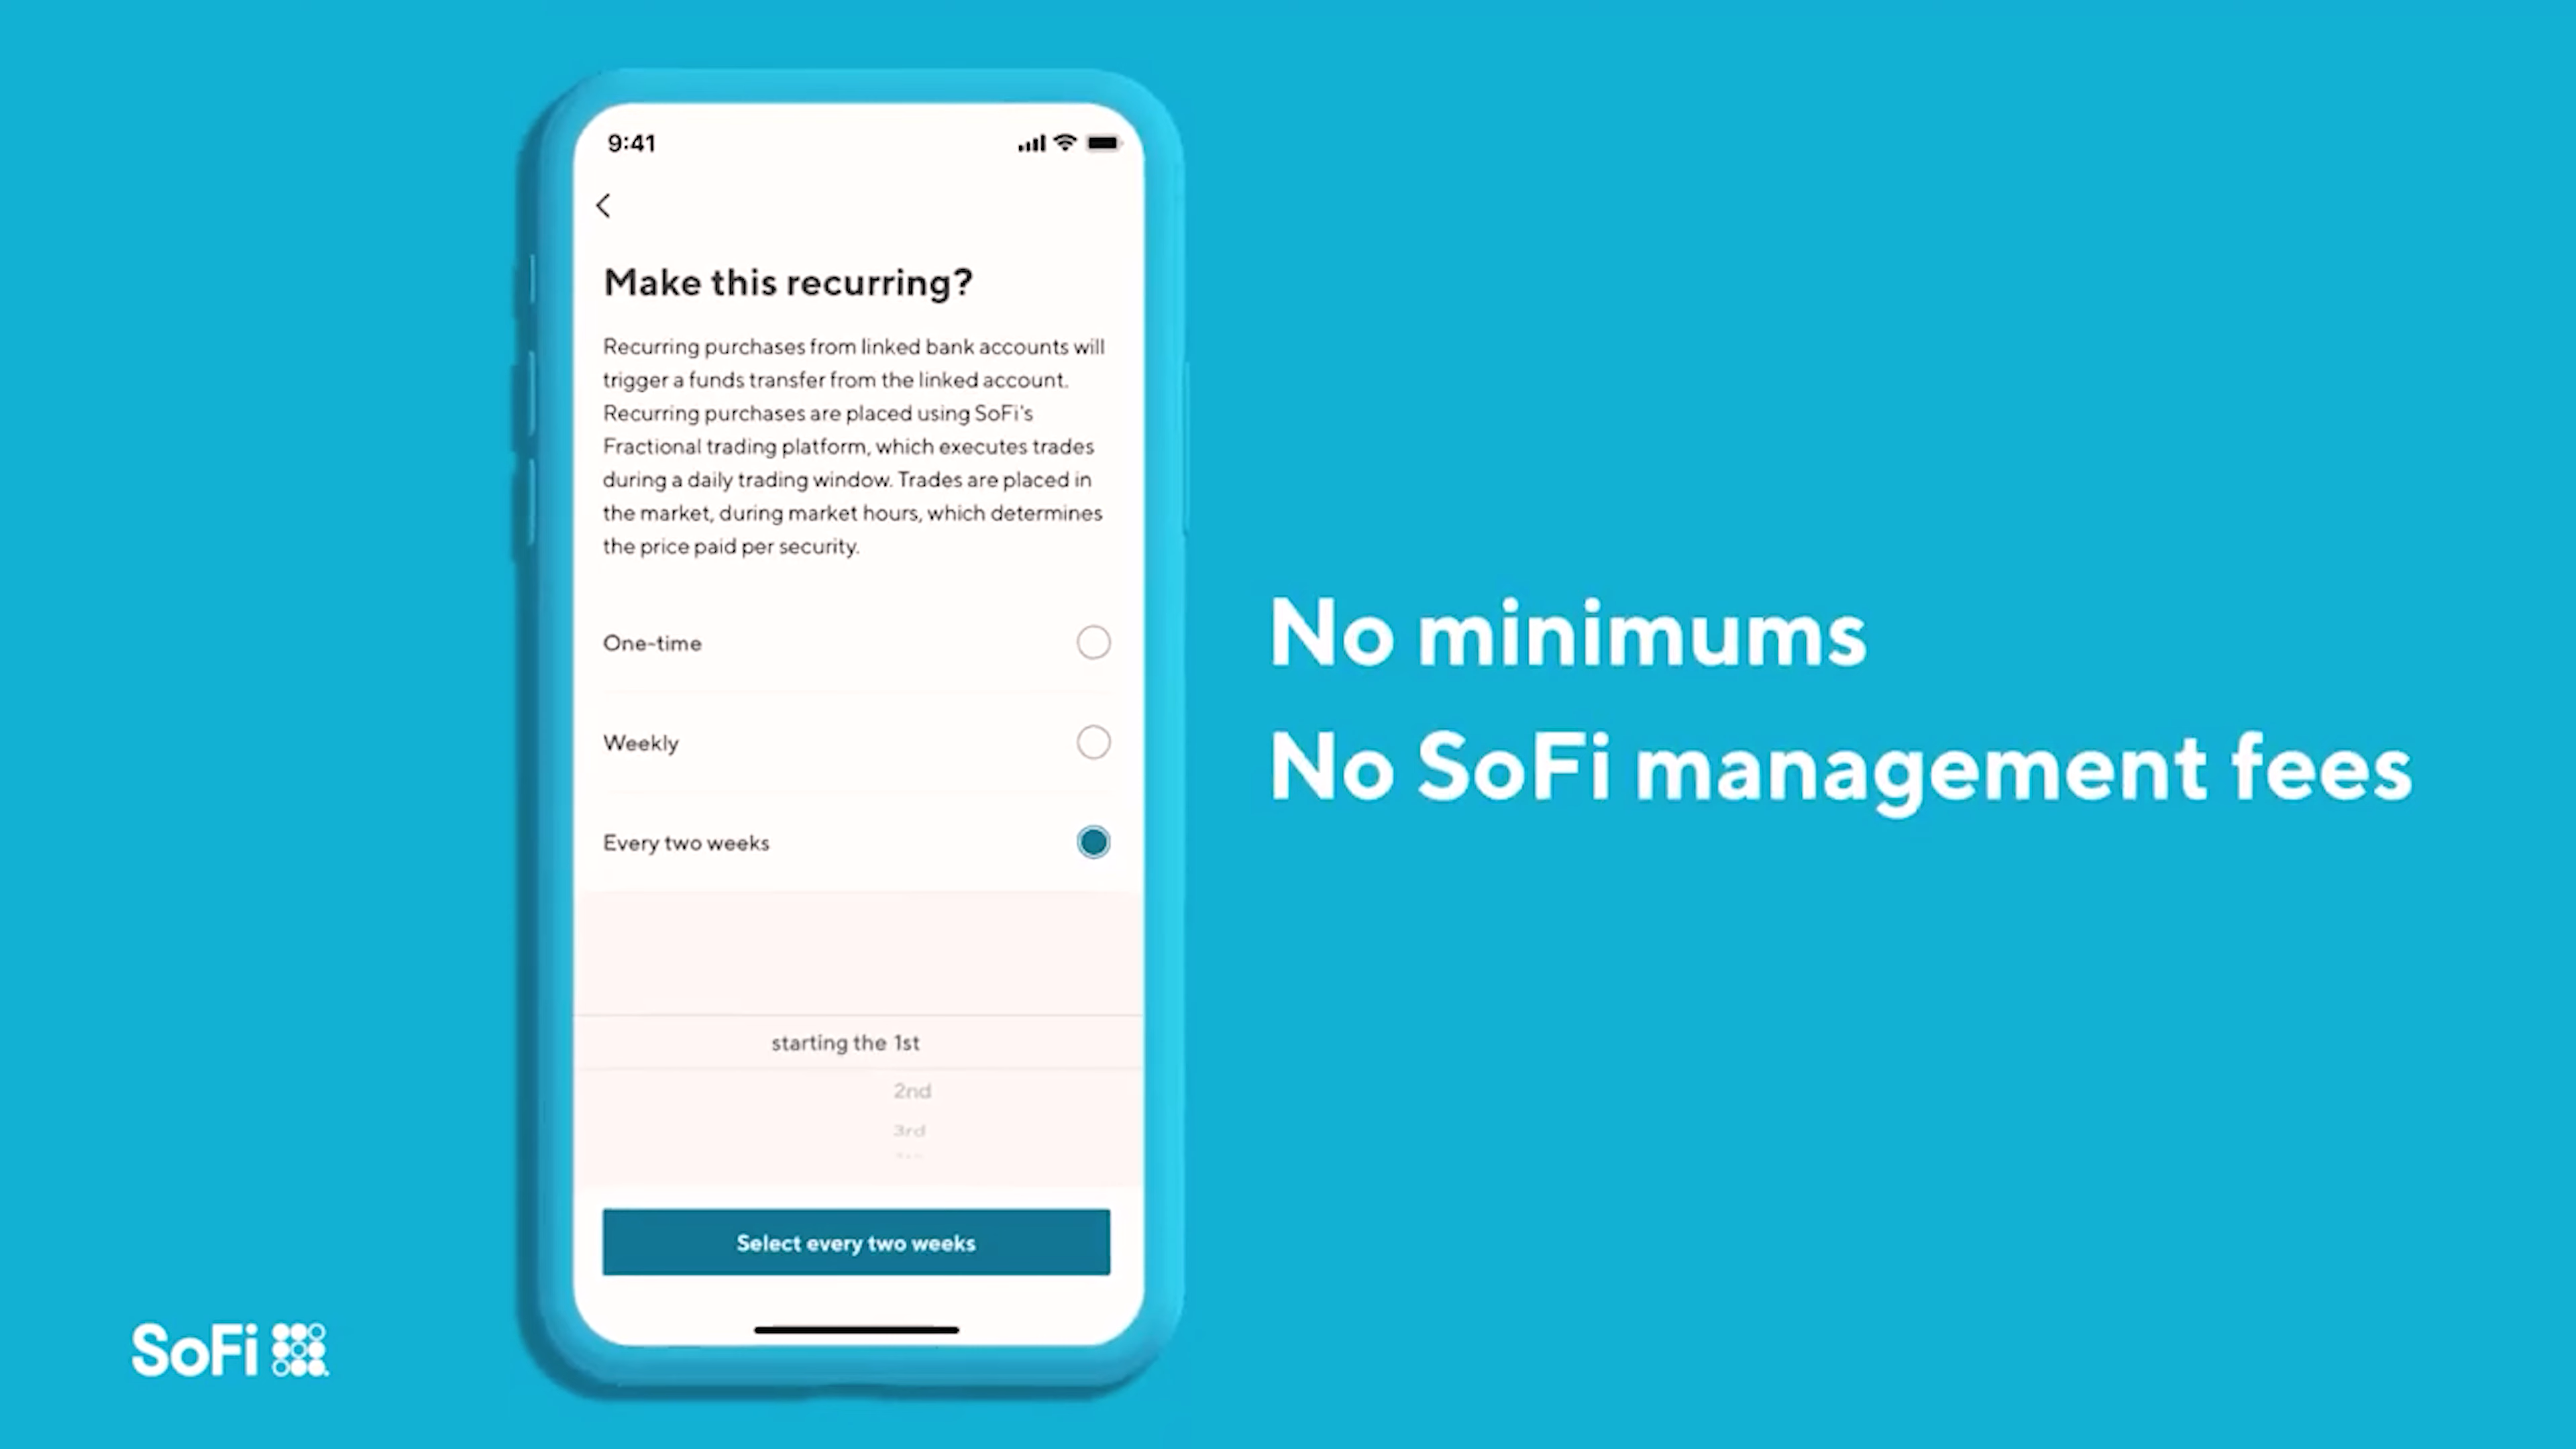 9:41
Make this recurring?
Recurring purchases from linked bank accounts will
trigger a funds transfer from the linked account.
Recurring purchases are placed using SoFi's
Fractional trading platform, which executes trades
during a daily trading window. Trades are placed in
the market, during market hours, which determines
the price paid per security.
One-time
Weekly
Every two weeks
starting the 1st
2nd
3rd
Select every two weeks
No minimums
No SoFi management fees
SoFi